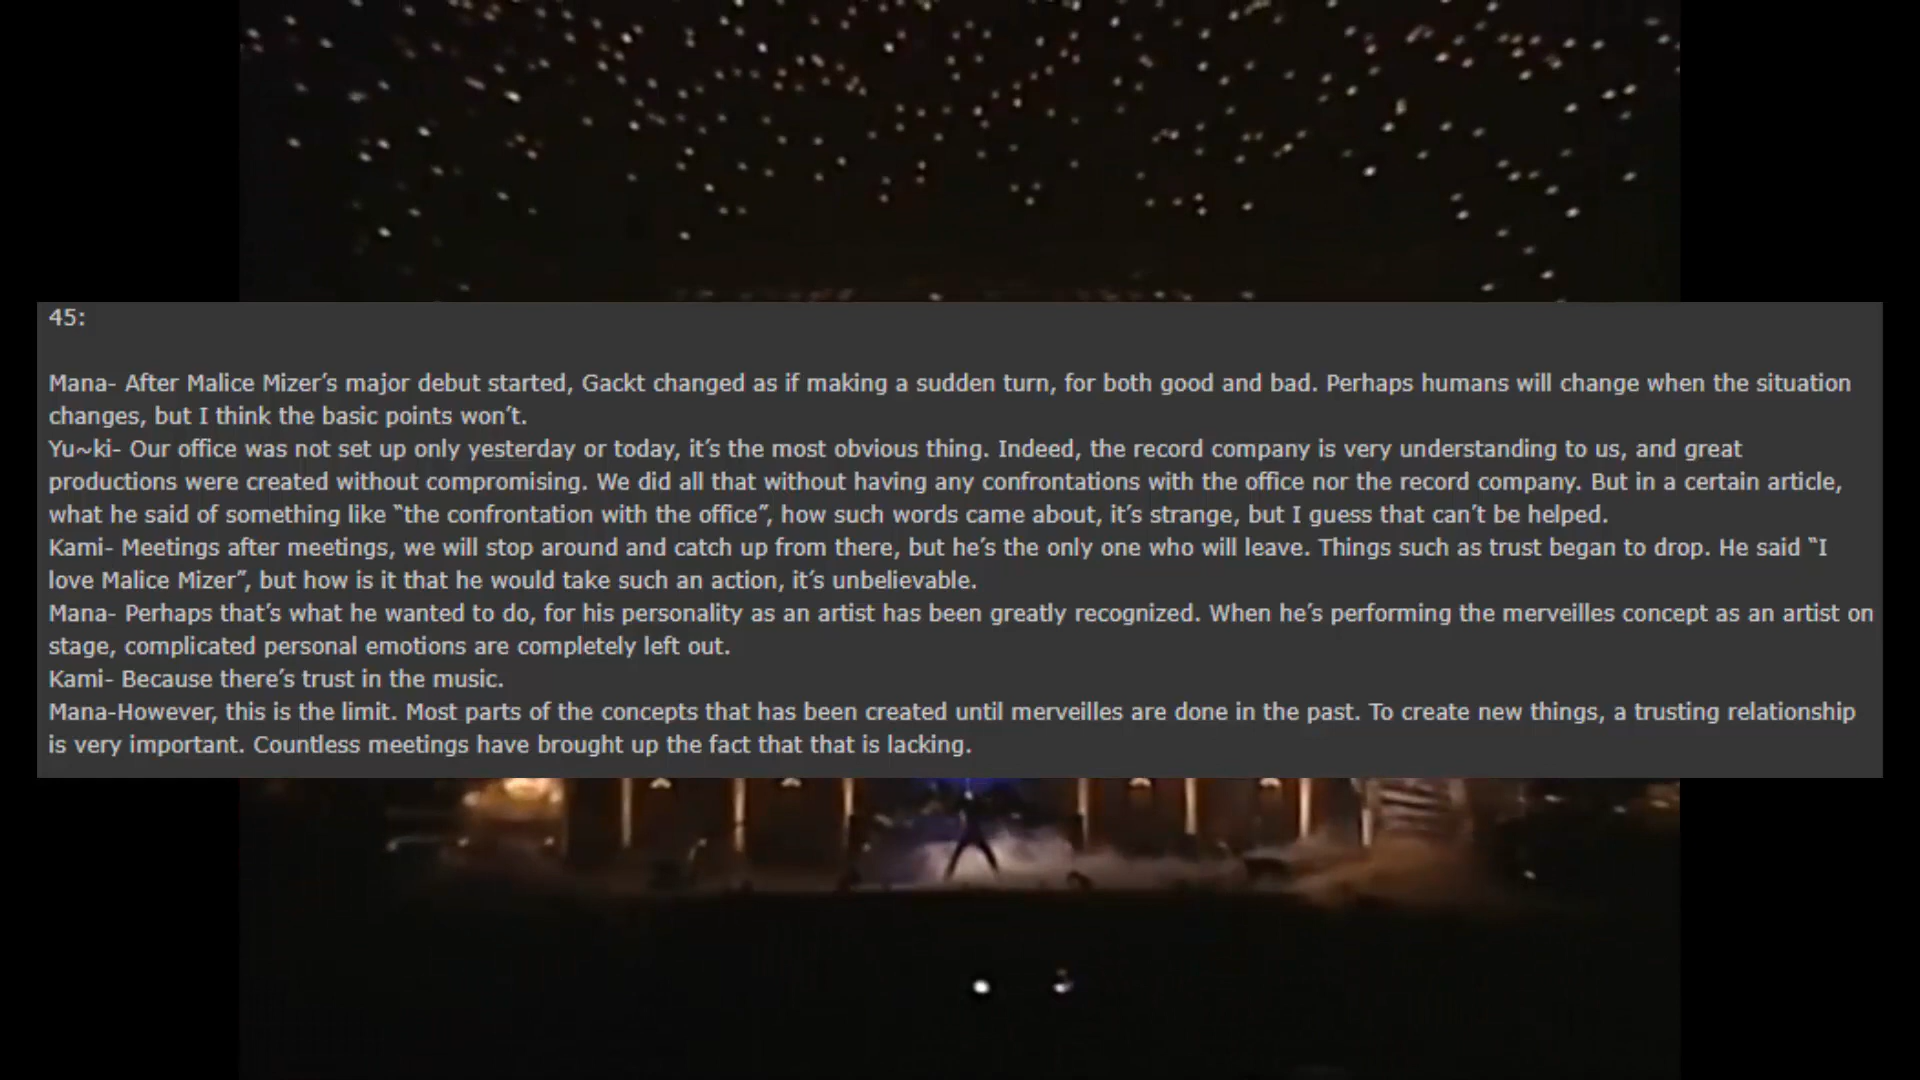 45:
Mana- After Malice Mizer’s major debut started, Gackt changed as if making a sudden turn, for both good and bad. Perhaps humans will change when the situation
changes, but I think the basic points won’t.
Yu~ki- Our office was not set up only yesterday or today, it’s the most obvious thing. Indeed, the record company is very understanding to us, and great
productions were created without compromising. We did all that without having any confrontations with the office nor the record company. But in a certain article,
what he said of something like “the confrontation with the office”, how such words came about, it’s strange, but I guess that can’t be helped.
Kami- Meetings after meetings, we will stop around and catch up from there, but he’s the only one who will leave. Things such as trust began to drop. He said “I
love Malice Mizer”, but how is it that he would take such an action, it’s unbelievable.
Mana- Perhaps that’s what he wanted to do, for his personality as an artist has been greatly recognized. When he’s performing the merveilles concept as an artist on
stage, complicated personal emotions are completely left out.
Kami- Because there’s trust in the music.
Mana-However, this is the limit. Most parts of the concepts that has been created until merveilles are done in the past. To create new things, a trusting relationship
is very important. Countless meetings have brought up the fact that that is lacking.